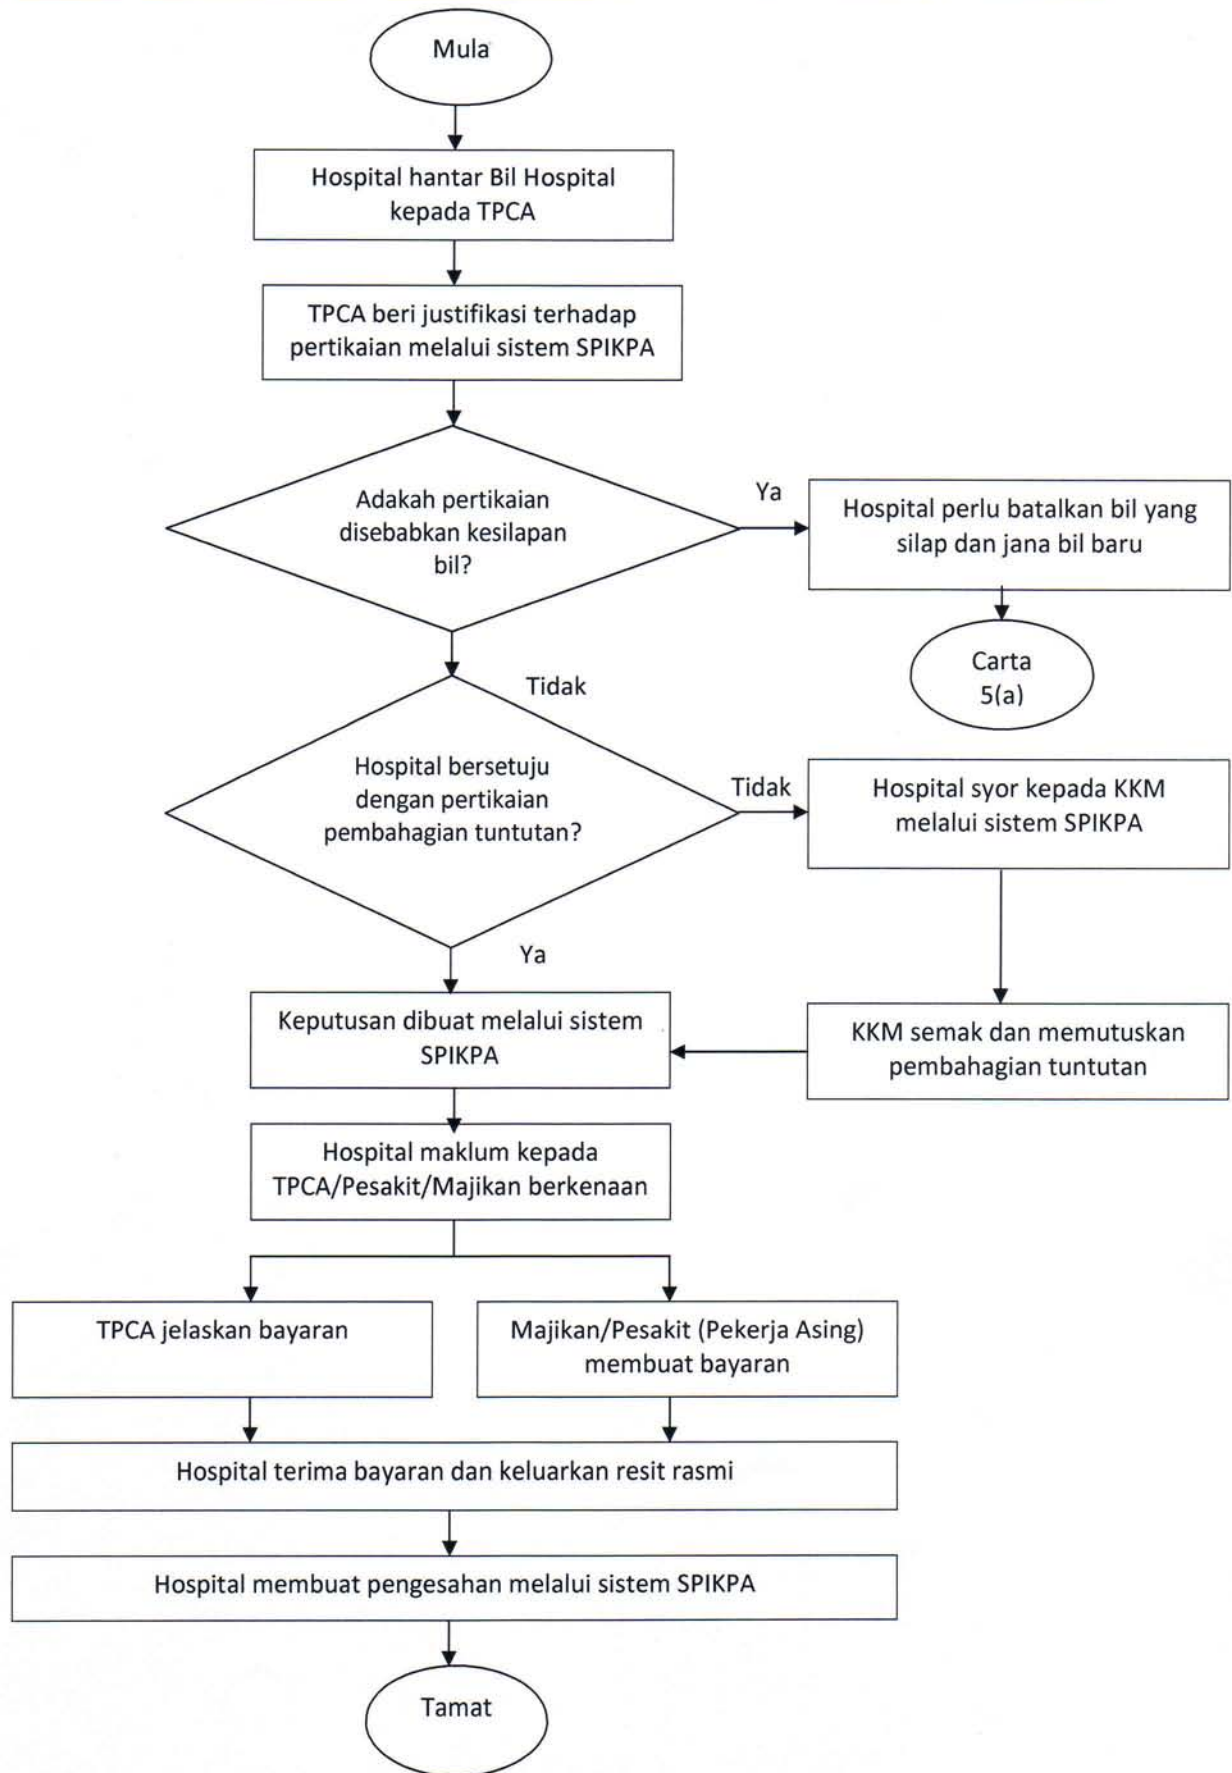 Mula
Hospital hantar Bil Hospital
kepada TPCA
TPCA beri justifikasi terhadap
pertikaian melalui sistem SPIKPA
Adakah pertikaian
disebabkan kesilapan
bil?
Ya
Hospital perlu batalkan bil yang
silap dan jana bil baru
Carta
5(a)
Tidak
Hospital bersetuju
dengan pertikaian
pembahagian tuntutan?
Tidak
Hospital syor kepada KKM
melalui sistem SPIKPA
Ya
KKM semak dan memutuskan
pembahagian tuntutan
Keputusan dibuat melalui sistem
SPIKPA
Hospital maklum kepada
TPCA/Pesakit/Majikan berkenaan
TPCA jelaskan bayaran
Majikan/Pesakit (Pekerja Asing)
membuat bayaran
Hospital terima bayaran dan keluarkan resit rasmi
Hospital membuat pengesahan melalui sistem SPIKPA
Tamat